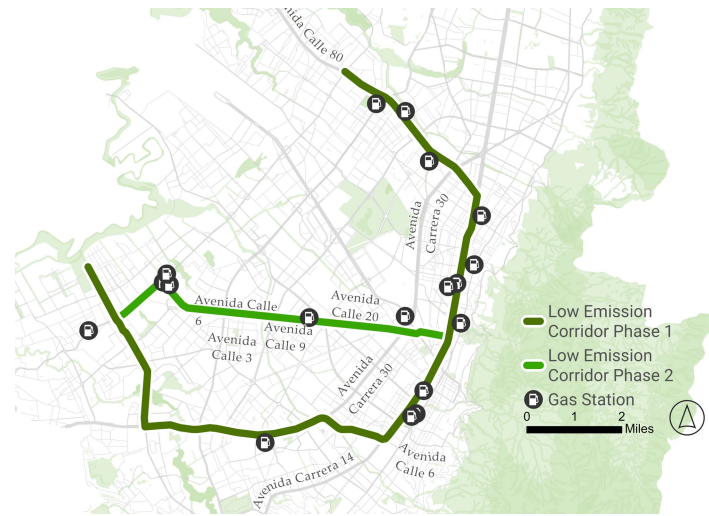 Avenida Calle 80
Avenida
Carrera 30
Avenida Calle
6
Avenida
Calle 20
Avenida
Calle 9
Avenida
Calle 3
Avenida
Carrera 30
Avenida
Calle 6
Avenida Carrera 14
Low Emission
Corridor Phase 1
Low Emission
Corridor Phase 2
Gas Station
0 1 2
Miles